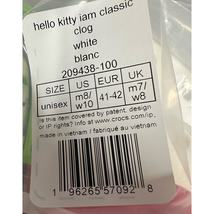 hello kitty iam classic
clog
white
blanc
209438-100
SIZE US EUR UK
unisex m8/ w10 41-42 m7/ w8
Is this item covered by patent, design
or IP rights? Info at www.crocs.com/ip
made in vietnam / fabriqué au vietnam
1 96265 57092 8